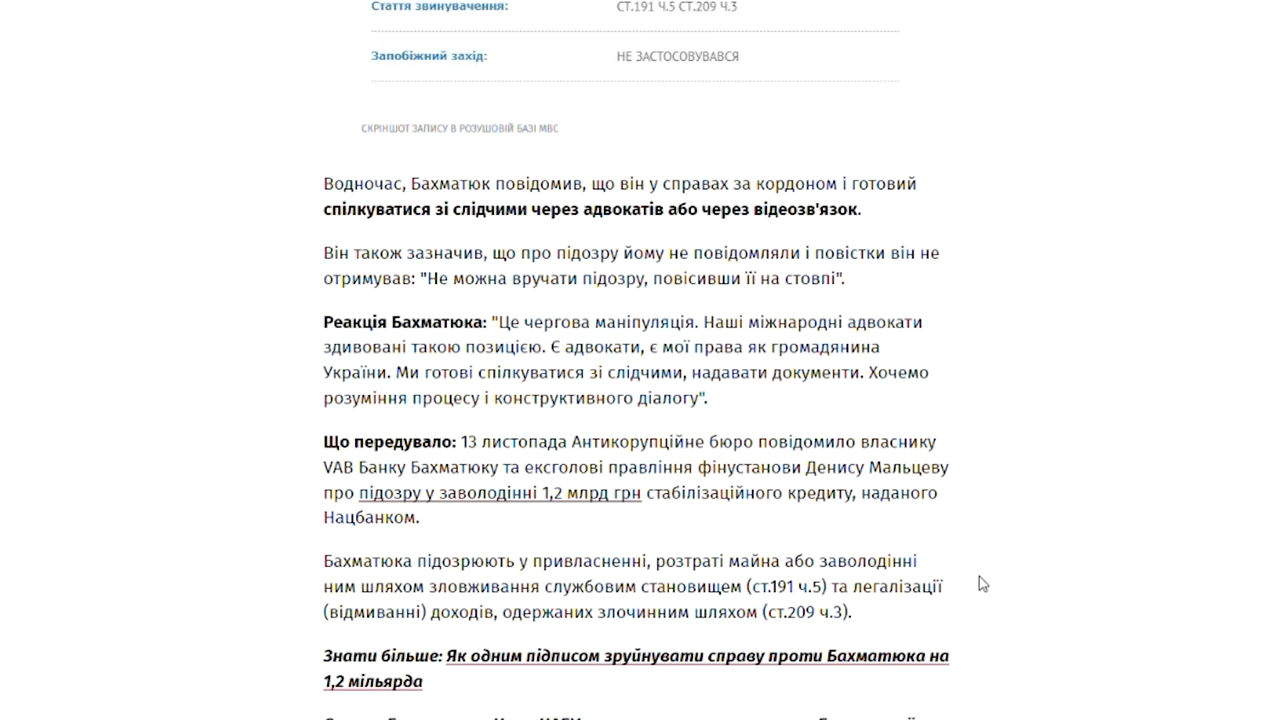 Стаття звинувачення: СТ.191 Ч.5 СТ.209 Ч.3
Запобіжний захід: НЕ ЗАСТОСОВУВАВСЯ
СКРІНШОТ ЗАПИСУ В РОЗУШОВІЙ БАЗІ МВС
Водночас, Бахматюк повідомив, що він у справах за кордоном і готовий
спілкуватися зі слідчими через адвокатів або через відеозв'язок.
Він також зазначив, що про підозру йому не повідомляли і повістки він не
отримував: "Не можна вручати підозру, повісивши її на стовпі".
Реакція Бахматюка: "Це чергова маніпуляція. Наші міжнародні адвокати
здивовані такою позицією. Є адвокати, є мої права як громадянина
України. Ми готові спілкуватися зі слідчими, надавати документи. Хочемо
розуміння процесу і конструктивного діалогу".
Що передувало: 13 листопада Антикорупційне бюро повідомило власнику
VAB Банку Бахматюку та ексголові правління фінустанови Денису Мальцеву
про підозру у заволодінні 1,2 млрд грн стабілізаційного кредиту, наданого
Нацбанком.
Бахматюка підозрюють у привласненні, розтраті майна або заволодінні
ним шляхом зловживання службовим становищем (ст.191 ч.5) та легалізації
(відмиванні) доходів, одержаних злочинним шляхом (ст.209 ч.3).
Знати більше: Як одним підписом зруйнувати справу проти Бахматюка на
1,2 мільярда